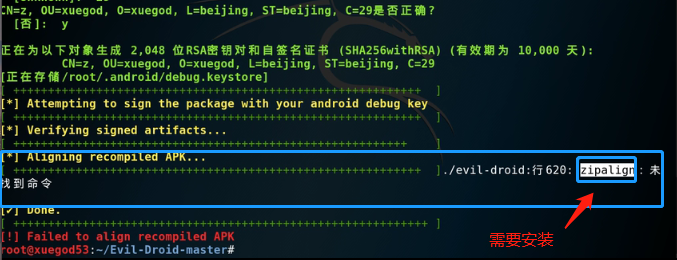 CN=z, OU=xuegod, O=xuegod, L=beijing, ST=beijing, C=29是否正确?
[否]: y
正在为以下对象生成 2,048 位RSA密钥对和自签名证书 (SHA256withRSA) (有效期为 10,000 天):
CN=z, OU=xuegod, O=xuegod, L=beijing, ST=beijing, C=29
[正在存储/root/.android/debug.keystore]
[ ++++++++++++++++++++++++++++++++++++++++++++++++++++++++++ ]
[*] Attempting to sign the package with your android debug key
[ ++++++++++++++++++++++++++++++++++++++++++++++++++++++++++ ]
[*] Verifying signed artifacts...
[ ++++++++++++++++++++++++++++++++++++++++++++++++++++++++ ]
[*] Aligning recompiled APK...
[ ++++++++++++++++++++++++++++++++++++++++++++++++++++++++++ ]./evil-droid:行620: zipalign: 未
找到命令
[✔] Done.
[ +++++++++++++++++++++++++++++++++++++++++++++++++++++++++++ ]
需要安装
[!] Failed to align recompiled APK
root@xuegod53:~/Evil-Droid-master#